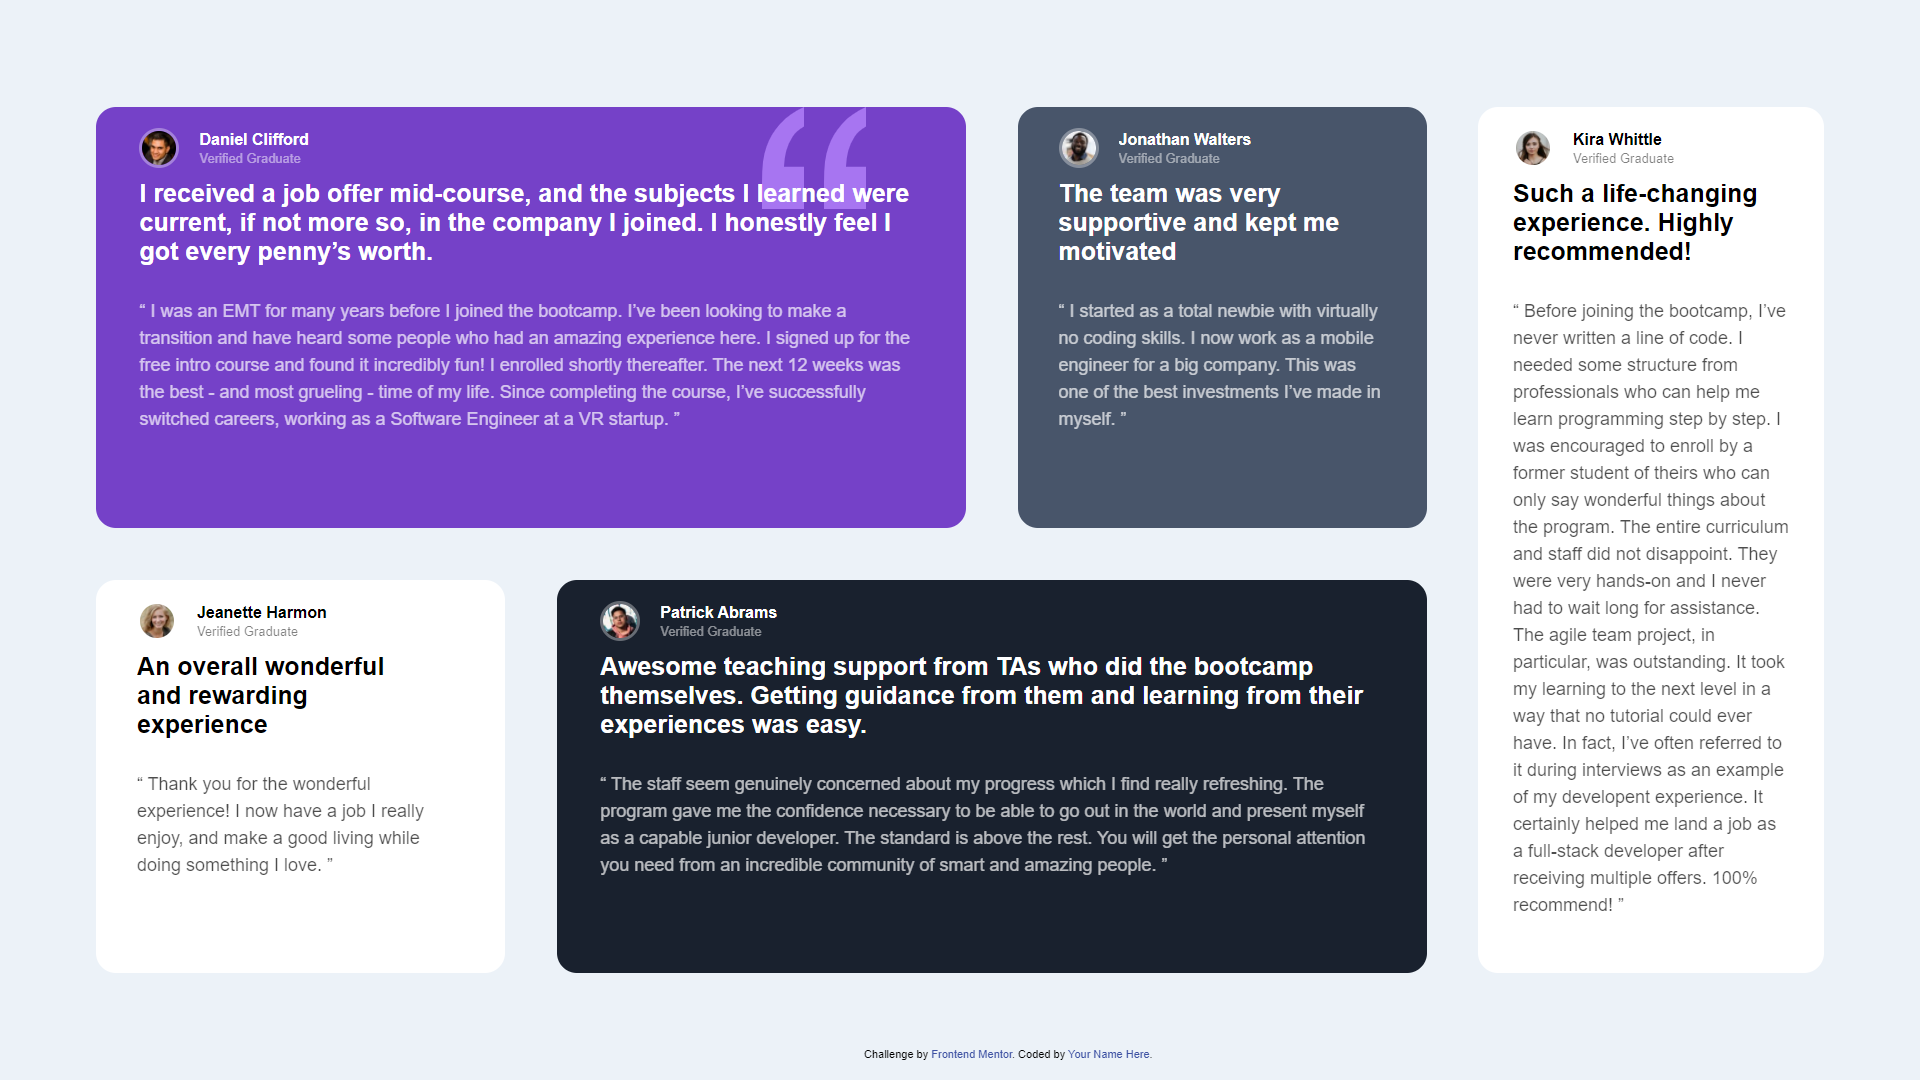 Daniel Clifford
Verified Graduate
I received a job offer mid-course, and the subjects I learned were
current, if not more so, in the company I joined. I honestly feel I
got every penny’s worth.
“ I was an EMT for many years before I joined the bootcamp. I’ve been looking to make a
transition and have heard some people who had an amazing experience here. I signed up for the
free intro course and found it incredibly fun! I enrolled shortly thereafter. The next 12 weeks was
the best - and most grueling - time of my life. Since completing the course, I’ve successfully
switched careers, working as a Software Engineer at a VR startup. ”
Jonathan Walters
Verified Graduate
The team was very
supportive and kept me
motivated
“ I started as a total newbie with virtually
no coding skills. I now work as a mobile
engineer for a big company. This was
one of the best investments I’ve made in
myself. ”
Kira Whittle
Verified Graduate
Such a life-changing
experience. Highly
recommended!
“ Before joining the bootcamp, I’ve
never written a line of code. I
needed some structure from
professionals who can help me
learn programming step by step. I
was encouraged to enroll by a
former student of theirs who can
only say wonderful things about
the program. The entire curriculum
and staff did not disappoint. They
were very hands-on and I never
had to wait long for assistance.
The agile team project, in
particular, was outstanding. It took
my learning to the next level in a
way that no tutorial could ever
have. In fact, I’ve often referred to
it during interviews as an example
of my developent experience. It
certainly helped me land a job as
a full-stack developer after
receiving multiple offers. 100%
recommend! ”
Jeanette Harmon
Verified Graduate
An overall wonderful
and rewarding
experience
“ Thank you for the wonderful
experience! I now have a job I really
enjoy, and make a good living while
doing something I love. ”
Patrick Abrams
Verified Graduate
Awesome teaching support from TAs who did the bootcamp
themselves. Getting guidance from them and learning from their
experiences was easy.
“ The staff seem genuinely concerned about my progress which I find really refreshing. The
program gave me the confidence necessary to be able to go out in the world and present myself
as a capable junior developer. The standard is above the rest. You will get the personal attention
you need from an incredible community of smart and amazing people. ”
Challenge by Frontend Mentor. Coded by Your Name Here.